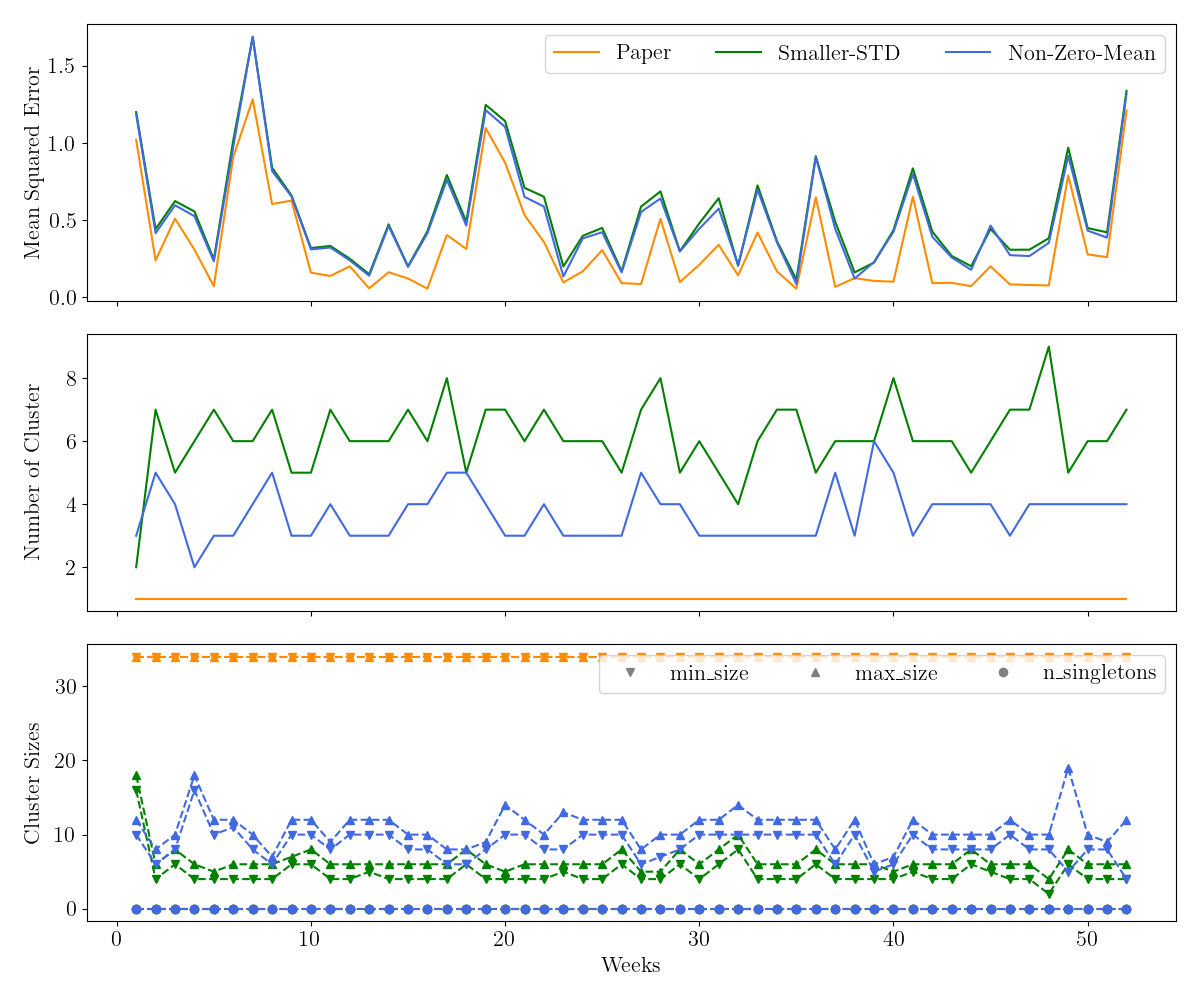 Mean Squared Error
1.5
1.0
0.5
0.0
Paper Smaller-STD Non-Zero-Mean
Number of Cluster
8
6
4
2
Cluster Sizes
30
20
10
0
min_size max_size n_singletons
0 10 20 30 40 50
Weeks